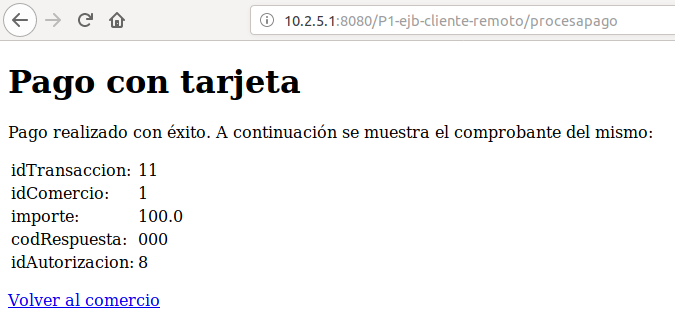 10.2.5.1:8080/P1-ejb-cliente-remoto/procesapago
Pago con tarjeta
Pago realizado con éxito. A continuación se muestra el comprobante del mismo:
idTransaccion: 11
idComercio: 1
importe: 100.0
codRespuesta: 000
idAutorizacion: 8
Volver al comercio